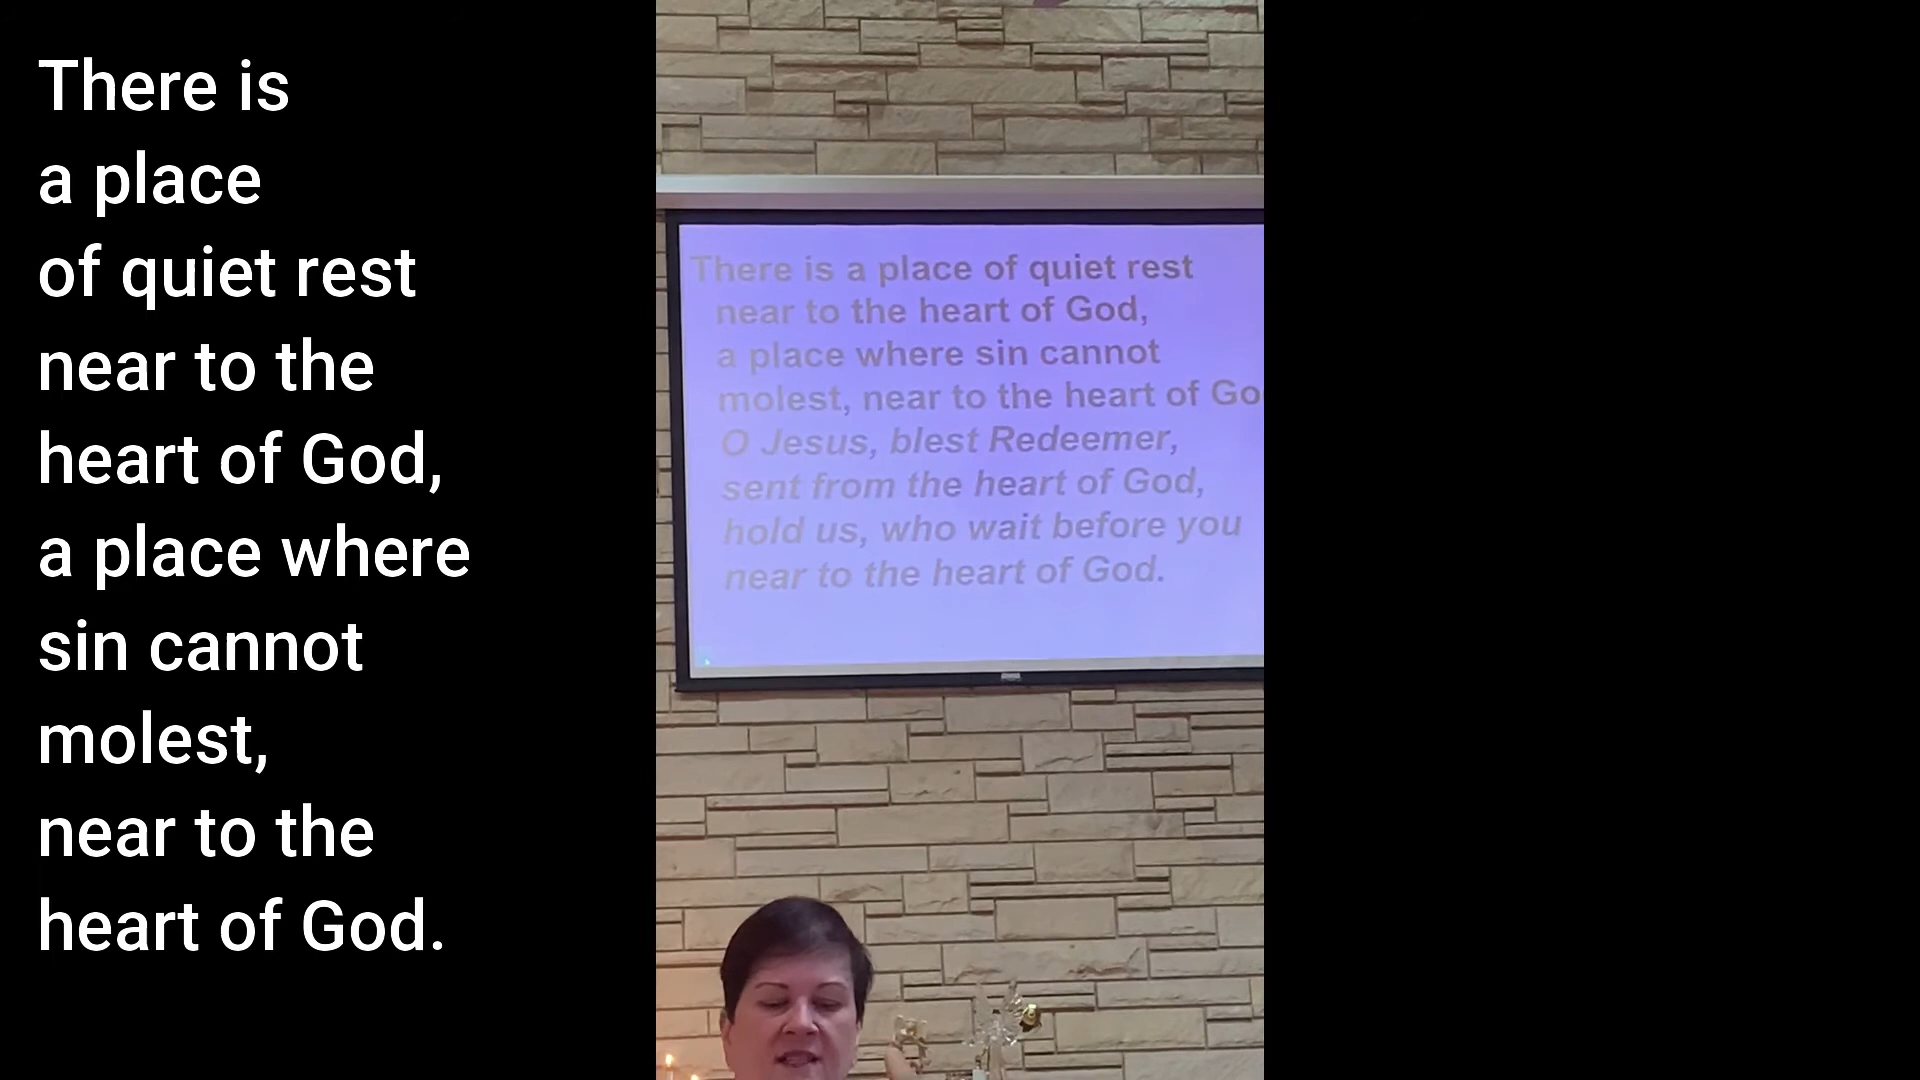 There is
a place
of quiet rest
near to the
heart of God,
a place where
sin cannot
molest,
near to the
heart of God.
There is a place of quiet rest
near to the heart of God,
a place where sin cannot
molest, near to the heart of Go
O Jesus, blest Redeemer,
sent from the heart of God,
hold us, who wait before you
near to the heart of God.